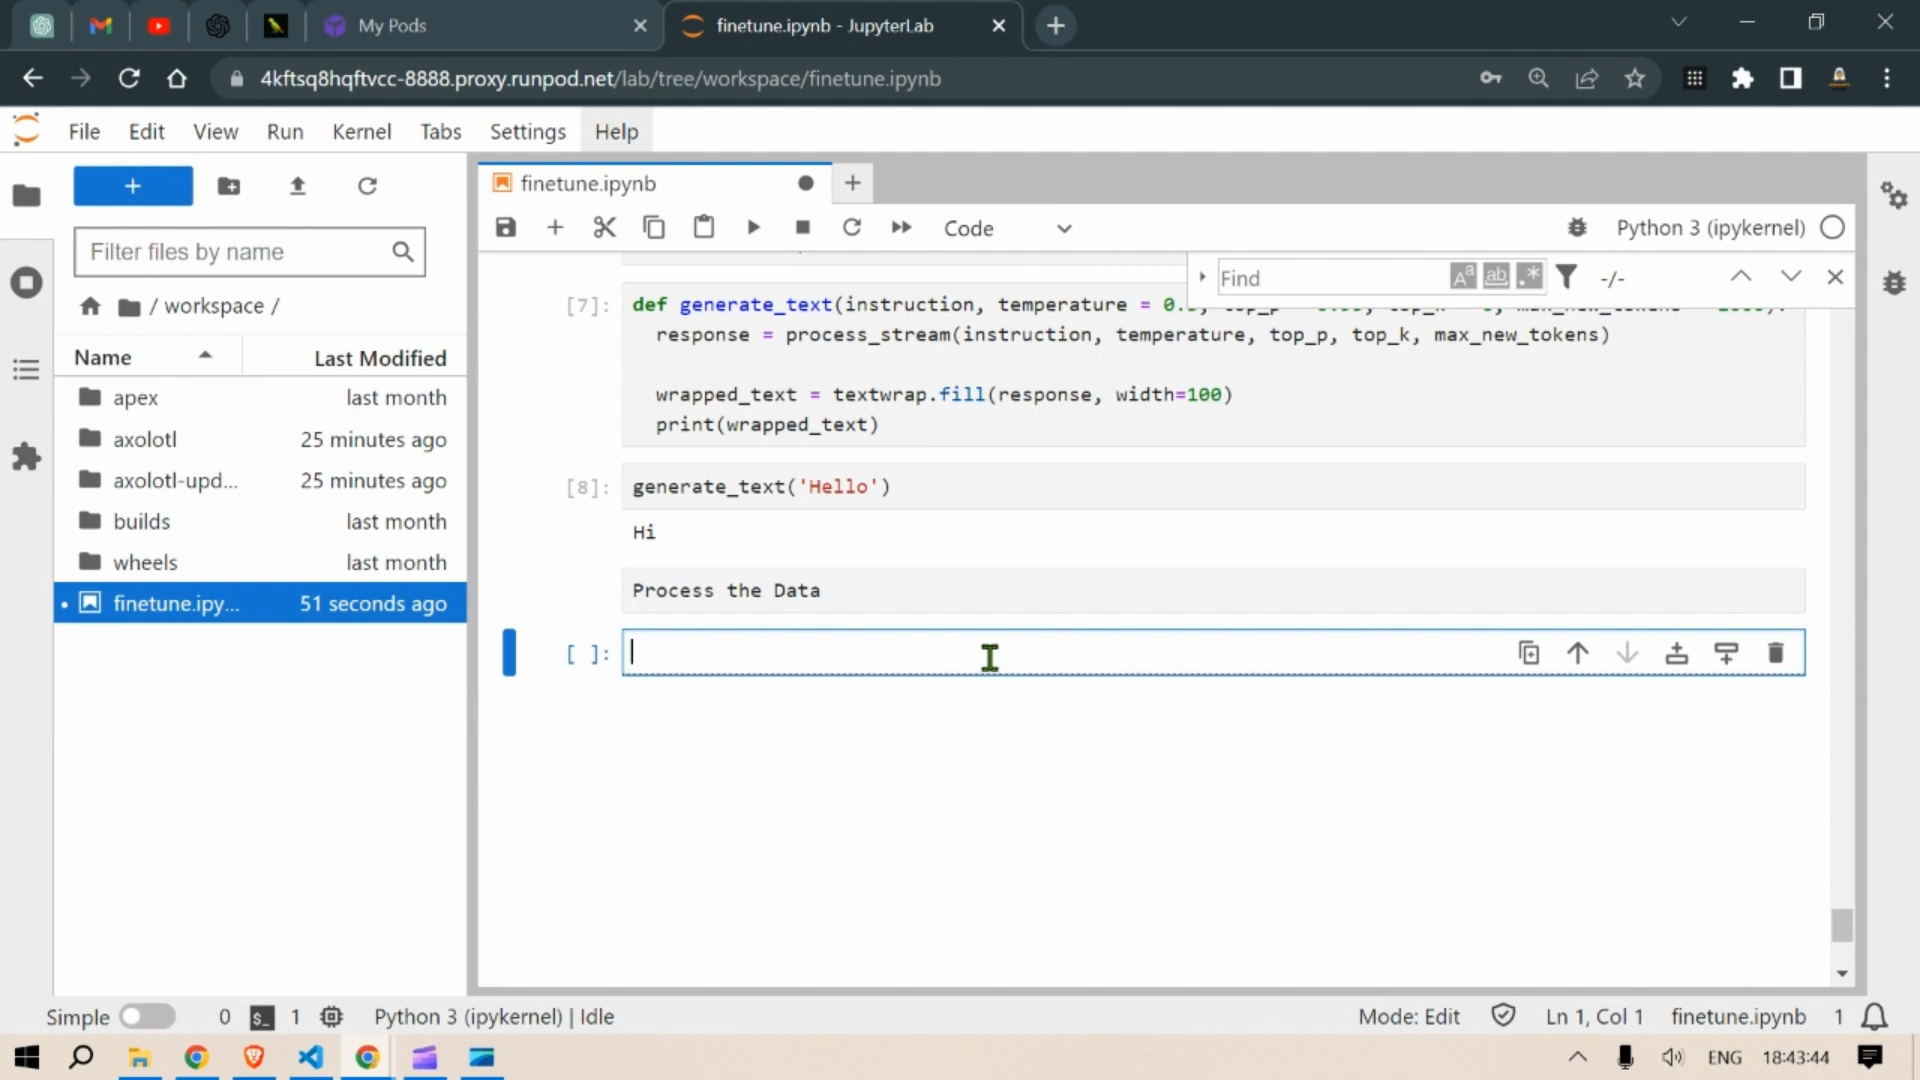 My Pods
finetune.ipynb - JupyterLab
4kftsq8hqftvcc-8888.proxy.runpod.net/lab/tree/workspace/finetune.ipynb
File Edit View Run Kernel Tabs Settings Help
finetune.ipynb
Code
Python 3 (ipykernel)
Filter files by name
/ workspace /
Name Last Modified
apex last month
axolotl 25 minutes ago
axolotl-upd... 25 minutes ago
builds last month
wheels last month
finetune.ipy... 51 seconds ago
Find
-/-
[7]: def generate_text(instruction, temperature = 0.
response = process_stream(instruction, temperature, top_p, top_k, max_new_tokens)
wrapped_text = textwrap.fill(response, width=100)
print(wrapped_text)
[8]: generate_text('Hello')
Hi
Process the Data
[ ]:
Simple 0 $_ 1 Python 3 (ipykernel) | Idle
Mode: Edit Ln 1, Col 1 finetune.ipynb 1
ENG 18:43:44